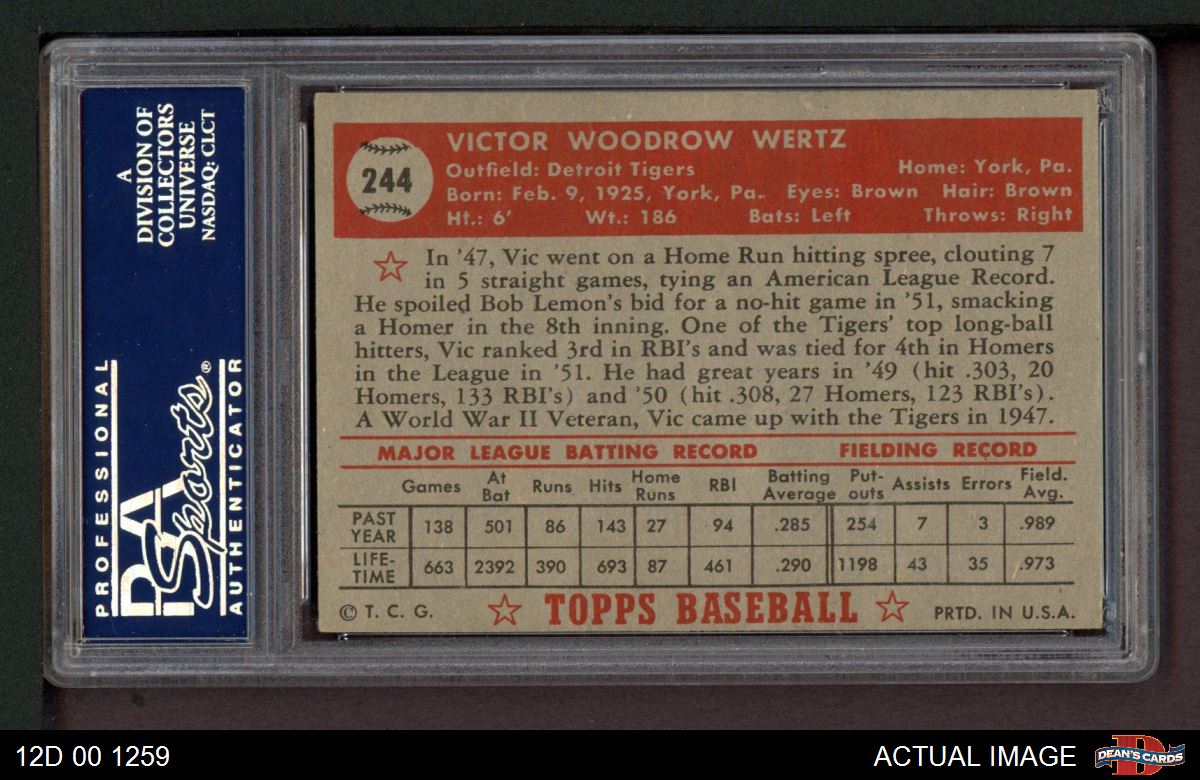 A
DIVISION OF
COLLECTORS
UNIVERSE
NASDAQ: CLCT
PROFESSIONAL
PSA
Sports®
AUTHENTICATOR
244
VICTOR WOODROW WERTZ
Outfield: Detroit Tigers Home: York, Pa.
Born: Feb. 9, 1925, York, Pa. Eyes: Brown Hair: Brown
Ht.: 6' Wt.: 186 Bats: Left Throws: Right
In '47, Vic went on a Home Run hitting spree, clouting 7
in 5 straight games, tying an American League Record.
He spoiled Bob Lemon's bid for a no-hit game in '51, smacking
a Homer in the 8th inning. One of the Tigers' top long-ball
hitters, Vic ranked 3rd in RBI's and was tied for 4th in Homers
in the League in '51. He had great years in '49 (hit .303, 20
Homers, 133 RBI's) and '50 (hit .308, 27 Homers, 123 RBI's).
A World War II Veteran, Vic came up with the Tigers in 1947.
MAJOR LEAGUE BATTING RECORD FIELDING RECORD
Games At Bat Runs Hits Home Runs RBI Batting Average Put-outs Assists Errors Field. Avg.
PAST YEAR 138 501 86 143 27 94 .285 254 7 3 .989
LIFE-TIME 663 2392 390 693 87 461 .290 1198 43 35 .973
© T. C. G. TOPPS BASEBALL PRTD. IN U.S.A.
12D 00 1259 ACTUAL IMAGE
D
DEAN'S CARDS